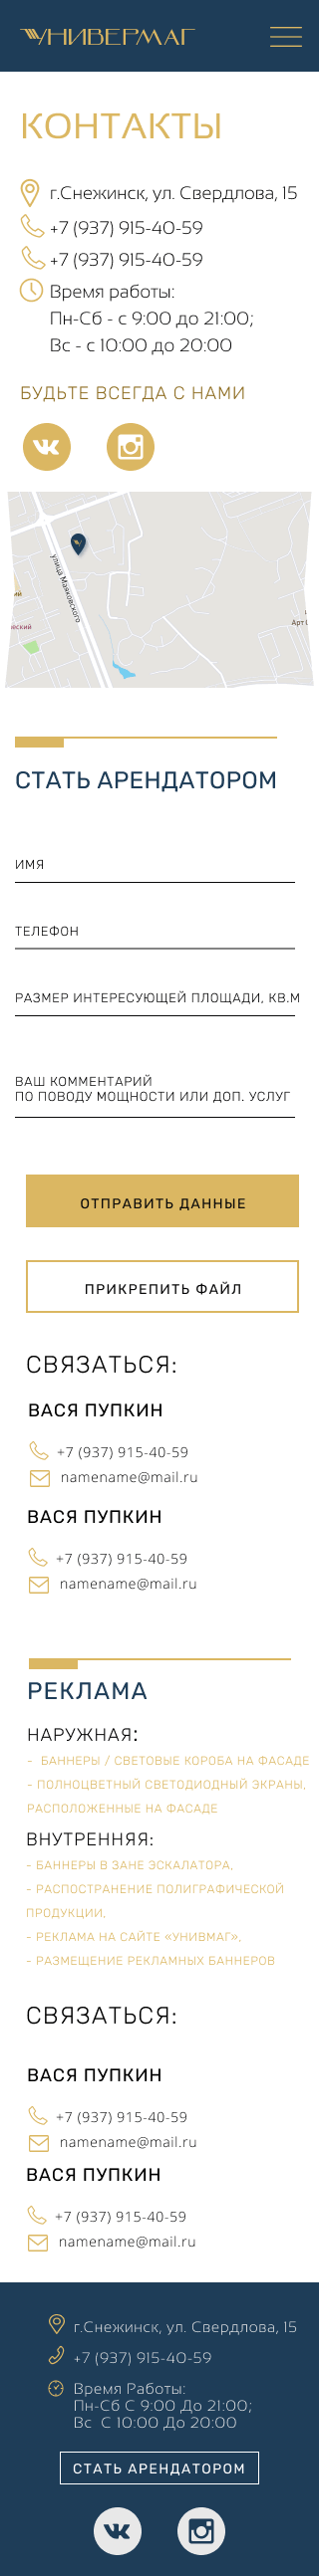 УНИВЕРМАГ
КОНТАКТЫ
г.Снежинск, ул. Свердлова, 15
+7 (937) 915-40-59
+7 (937) 915-40-59
Время работы:
Пн-Сб - с 9:00 до 21:00;
Вс - с 10:00 до 20:00
БУДЬТЕ ВСЕГДА С НАМИ
улица Маяковского
Арт
СТАТЬ АРЕНДАТОРОМ
ИМЯ
ТЕЛЕФОН
РАЗМЕР ИНТЕРЕСУЮЩЕЙ ПЛОЩАДИ, КВ.М
ВАШ КОММЕНТАРИЙ
ПО ПОВОДУ МОЩНОСТИ ИЛИ ДОП. УСЛУГ
ОТПРАВИТЬ ДАННЫЕ
ПРИКРЕПИТЬ ФАЙЛ
СВЯЗАТЬСЯ:
ВАСЯ ПУПКИН
+7 (937) 915-40-59
namename@mail.ru
ВАСЯ ПУПКИН
+7 (937) 915-40-59
namename@mail.ru
РЕКЛАМА
НАРУЖНАЯ:
- БАННЕРЫ / СВЕТОВЫЕ КОРОБА НА ФАСАДЕ
- ПОЛНОЦВЕТНЫЙ СВЕТОДИОДНЫЙ ЭКРАНЫ,
РАСПОЛОЖЕННЫЕ НА ФАСАДЕ
ВНУТРЕННЯЯ:
- БАННЕРЫ В ЗАНЕ ЭСКАЛАТОРА,
- РАСПОСТРАНЕНИЕ ПОЛИГРАФИЧЕСКОЙ
ПРОДУКЦИИ,
- РЕКЛАМА НА САЙТЕ «УНИВМАГ»,
- РАЗМЕЩЕНИЕ РЕКЛАМНЫХ БАННЕРОВ
СВЯЗАТЬСЯ:
ВАСЯ ПУПКИН
+7 (937) 915-40-59
namename@mail.ru
ВАСЯ ПУПКИН
+7 (937) 915-40-59
namename@mail.ru
г.Снежинск, ул. Свердлова, 15
+7 (937) 915-40-59
Время Работы:
Пн-Сб С 9:00 До 21:00;
Вс С 10:00 До 20:00
СТАТЬ АРЕНДАТОРОМ